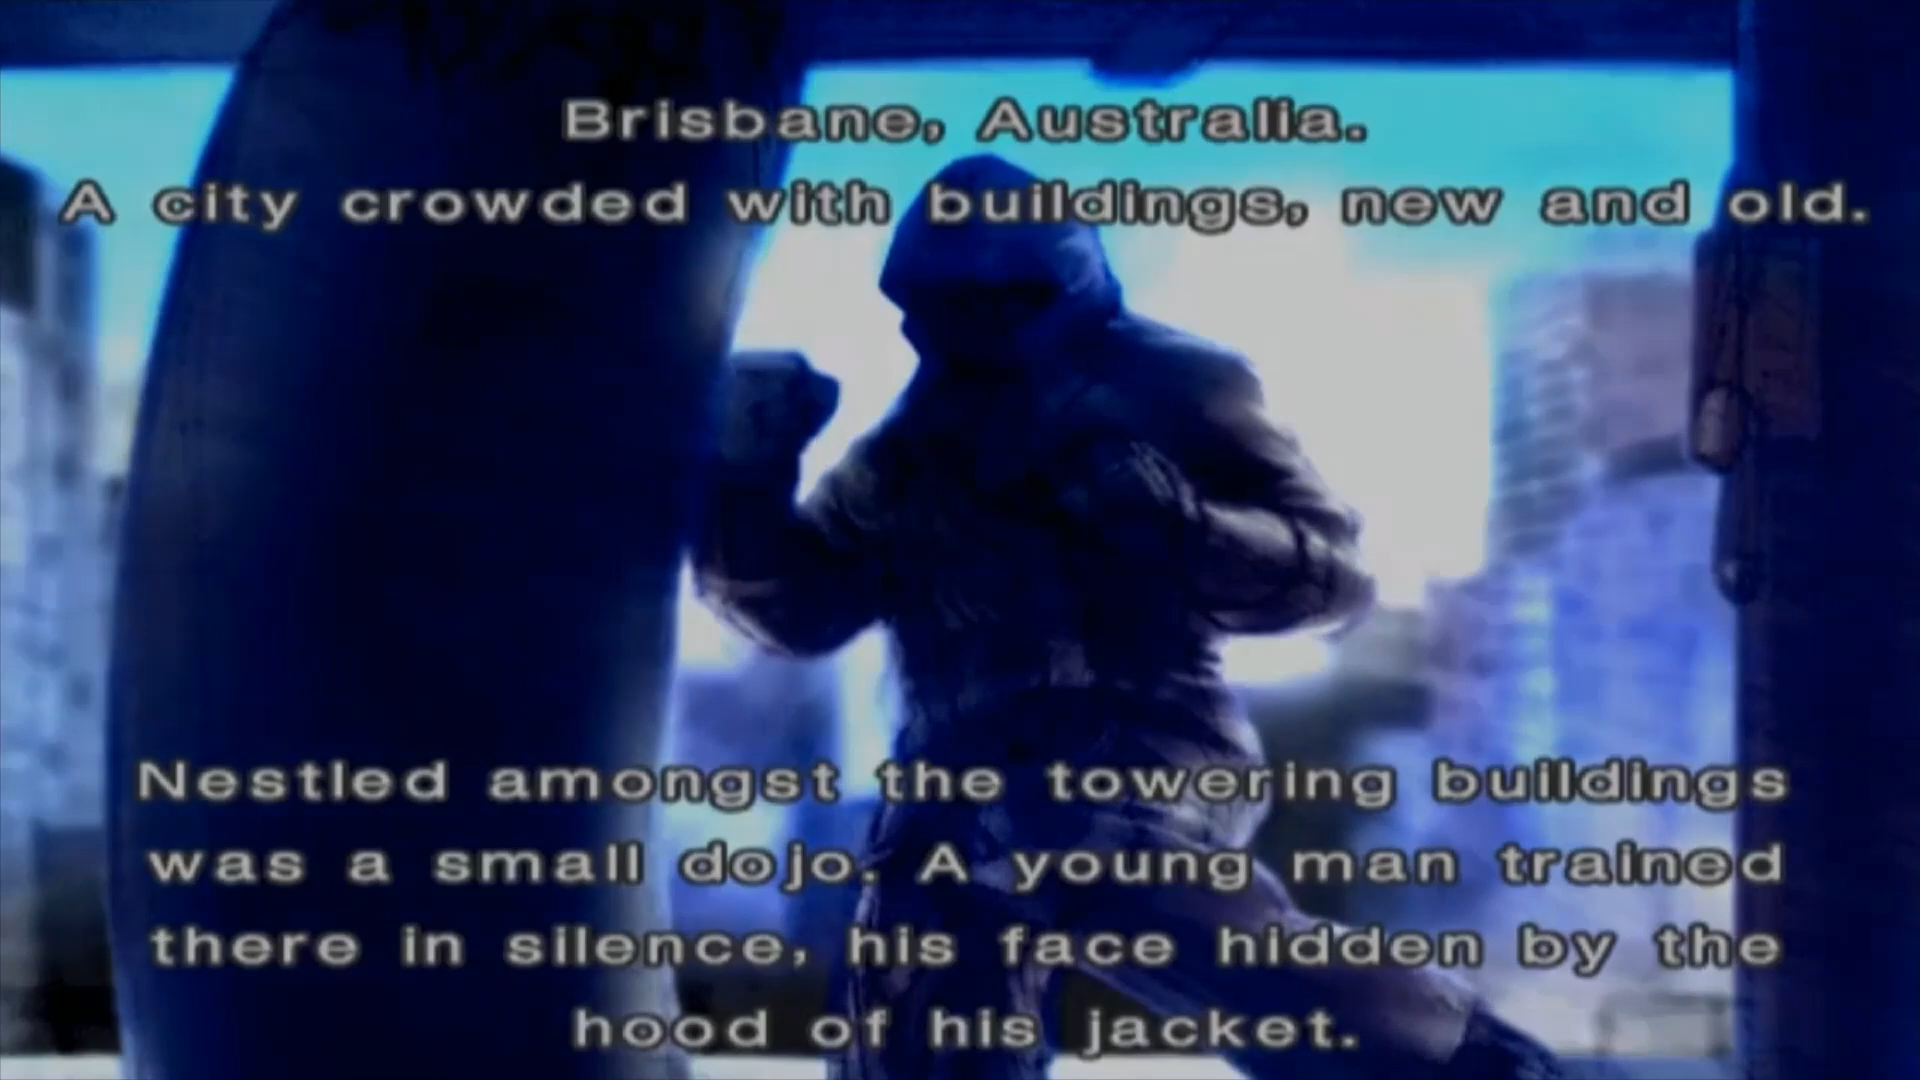 Brisbane, Australia.
A city crowded with buildings, new and old.
Nestled amongst the towering buildings
was a small dojo. A young man trained
there in silence, his face hidden by the
hood of his jacket.